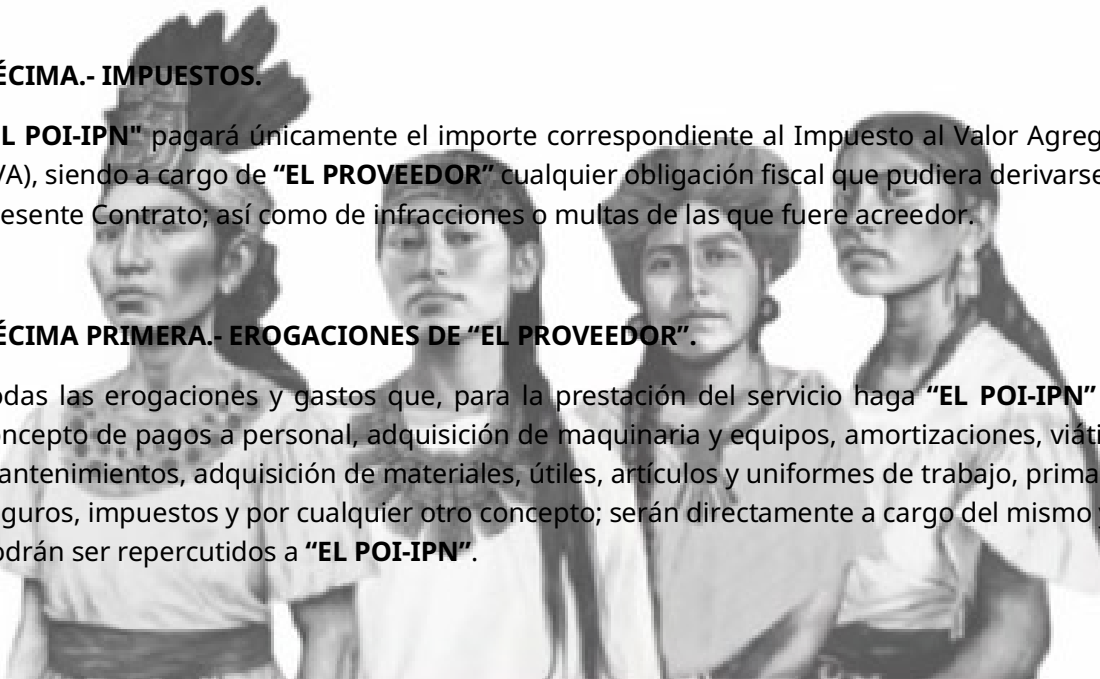 ÉCIMA.- IMPUESTOS.
L POI-IPN" pagará únicamente el importe correspondiente al Impuesto al Valor Agreg
VA), siendo a cargo de “EL PROVEEDOR” cualquier obligación fiscal que pudiera derivarse
esente Contrato; así como de infracciones o multas de las que fuere acreedor.
ÉCIMA PRIMERA.- EROGACIONES DE “EL PROVEEDOR”.
odas las erogaciones y gastos que, para la prestación del servicio haga “EL POI-IPN”
oncepto de pagos a personal, adquisición de maquinaria y equipos, amortizaciones, viáti
antenimientos, adquisición de materiales, útiles, artículos y uniformes de trabajo, prima
guros, impuestos y por cualquier otro concepto; serán directamente a cargo del mismo y
odrán ser repercutidos a “EL POI-IPN”.